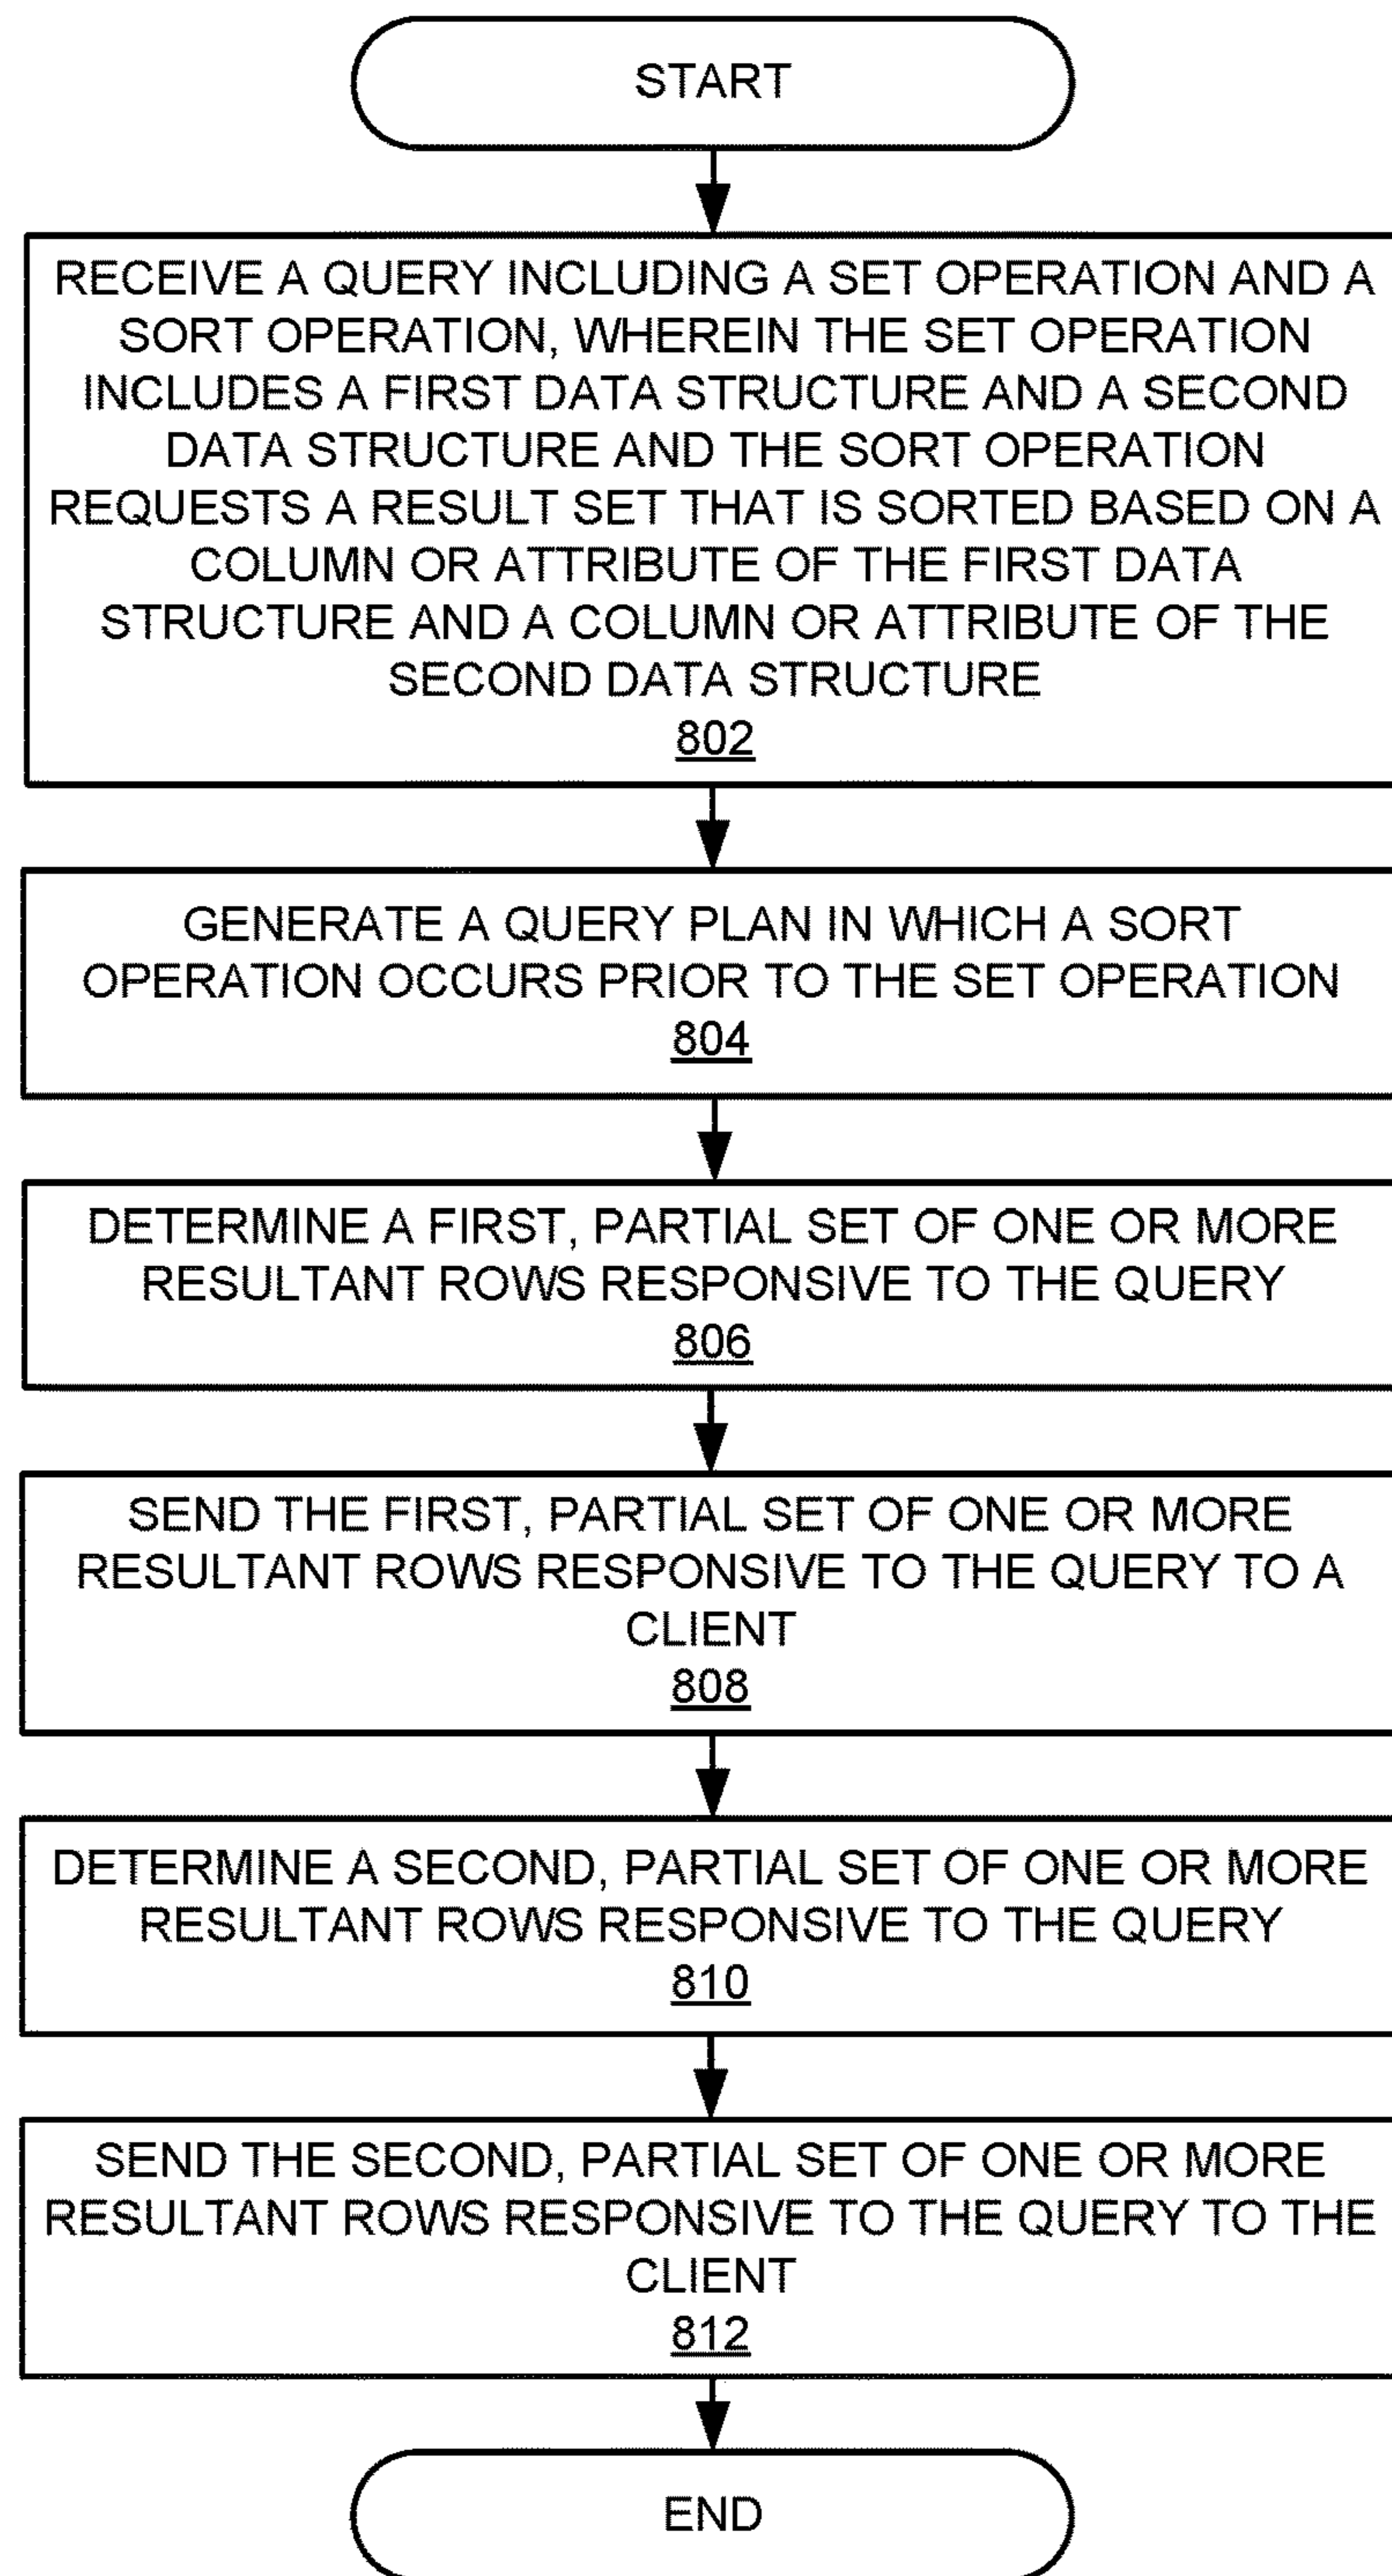 START
RECEIVE A QUERY INCLUDING A SET OPERATION AND A
SORT OPERATION, WHEREIN THE SET OPERATION
INCLUDES A FIRST DATA STRUCTURE AND A SECOND
DATA STRUCTURE AND THE SORT OPERATION
REQUESTS A RESULT SET THAT IS SORTED BASED ON A
COLUMN OR ATTRIBUTE OF THE FIRST DATA
STRUCTURE AND A COLUMN OR ATTRIBUTE OF THE
SECOND DATA STRUCTURE
802
GENERATE A QUERY PLAN IN WHICH A SORT
OPERATION OCCURS PRIOR TO THE SET OPERATION
804
DETERMINE A FIRST, PARTIAL SET OF ONE OR MORE
RESULTANT ROWS RESPONSIVE TO THE QUERY
806
SEND THE FIRST, PARTIAL SET OF ONE OR MORE
RESULTANT ROWS RESPONSIVE TO THE QUERY TO A
CLIENT
808
DETERMINE A SECOND, PARTIAL SET OF ONE OR MORE
RESULTANT ROWS RESPONSIVE TO THE QUERY
810
SEND THE SECOND, PARTIAL SET OF ONE OR MORE
RESULTANT ROWS RESPONSIVE TO THE QUERY TO THE
CLIENT
812
END